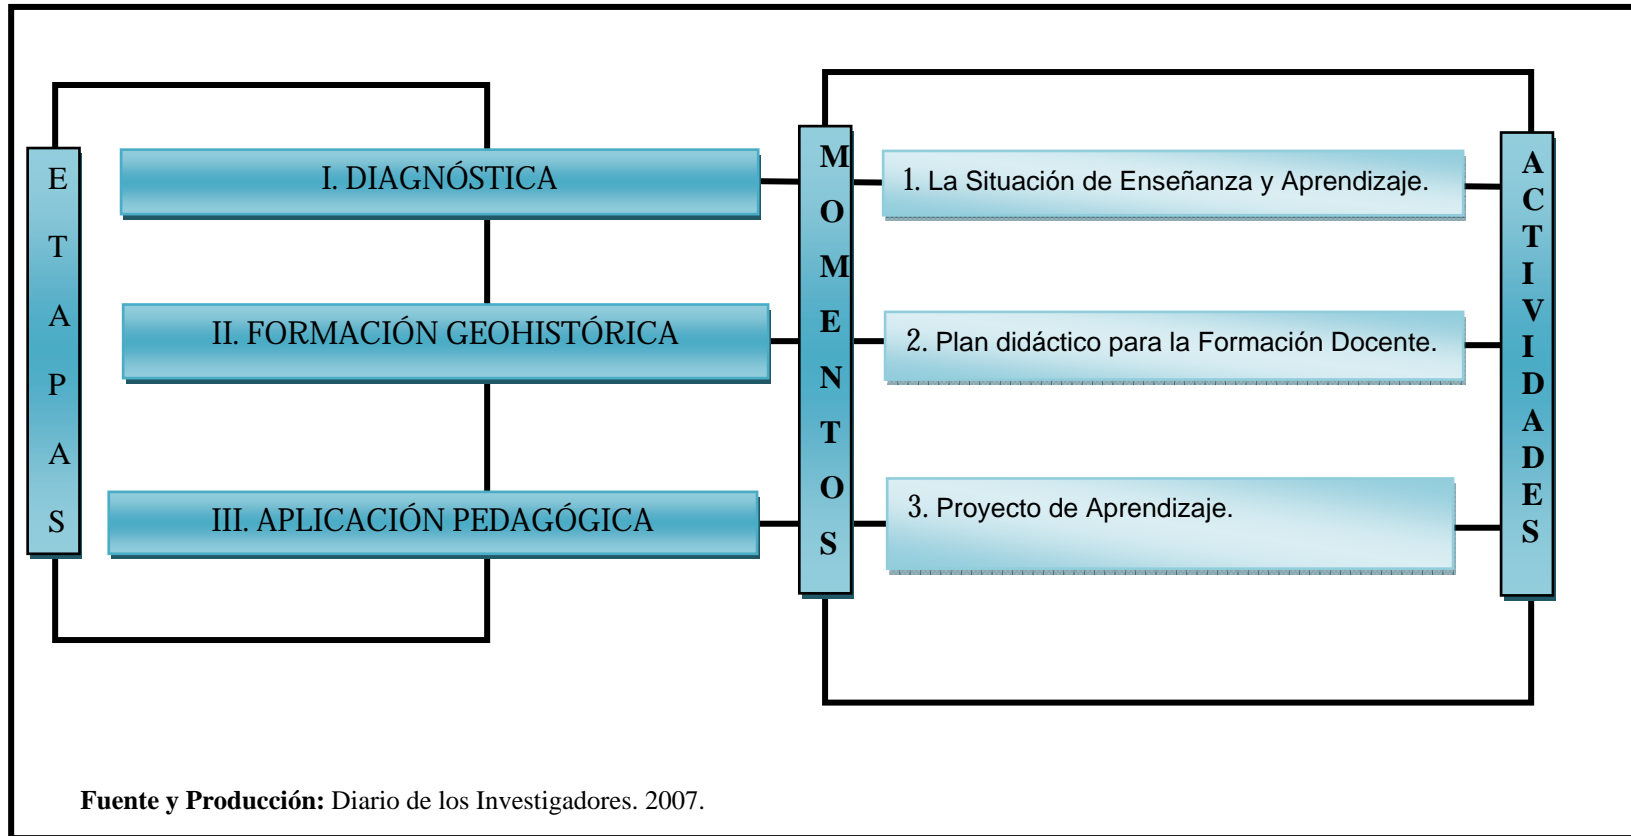 ETAPAS
I. DIAGNÓSTICA
II. FORMACIÓN GEOHISTÓRICA
III. APLICACIÓN PEDAGÓGICA
MOMENTOS
1. La Situación de Enseñanza y Aprendizaje.
2. Plan didáctico para la Formación Docente.
3. Proyecto de Aprendizaje.
ACTIVIDADES
Fuente y Producción: Diario de los Investigadores. 2007.